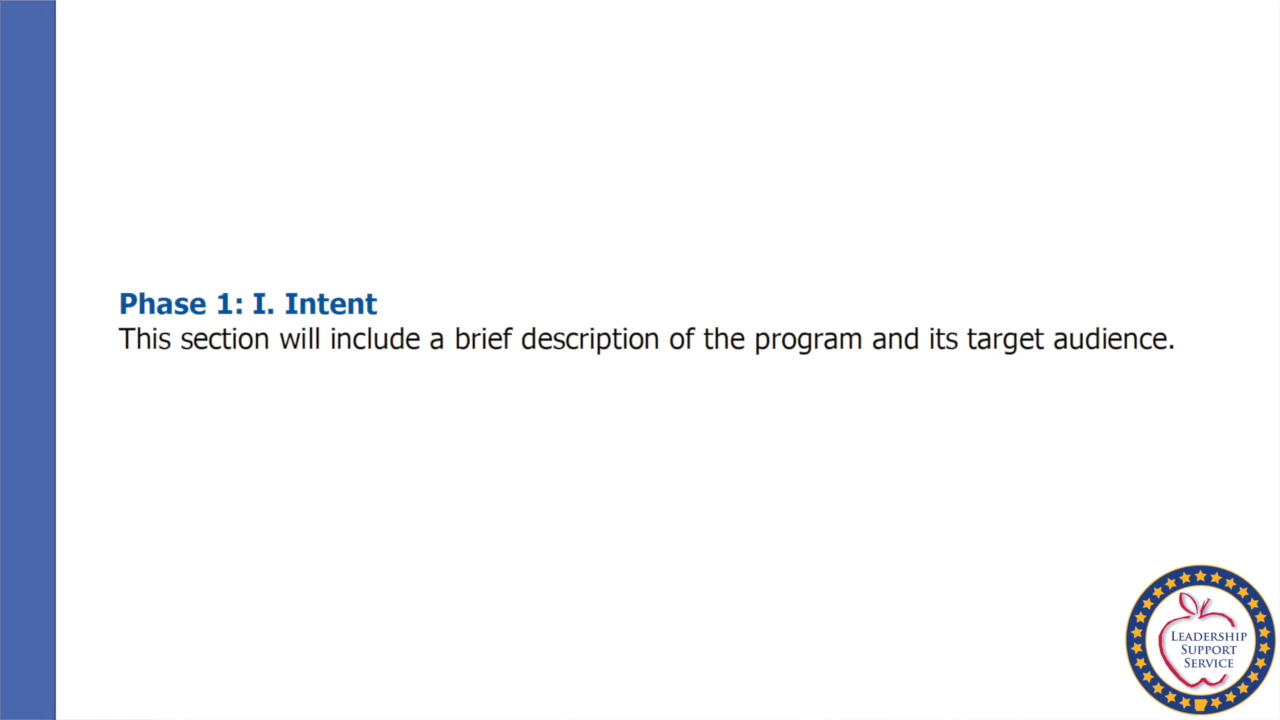 Phase 1: I. Intent
This section will include a brief description of the program and its target audience.
LEADERSHIP
SUPPORT
SERVICE